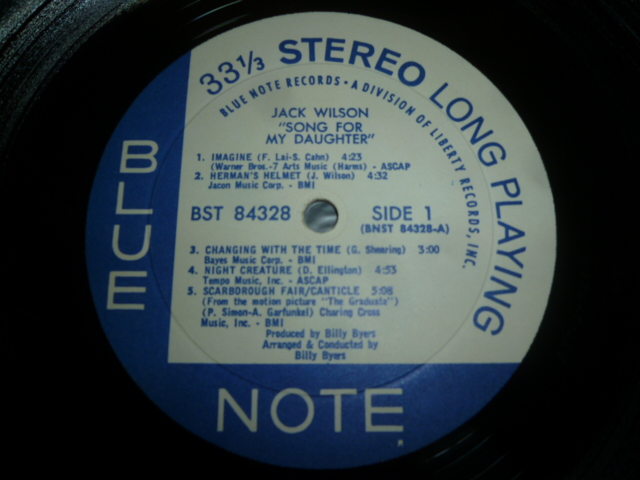 33 1/3 STEREO LONG PLAYING
BLUE NOTE RECORDS • A DIVISION OF LIBERTY RECORDS, INC.
JACK WILSON
"SONG FOR
MY DAUGHTER"
1. IMAGINE (F. Lai-S. Cahn) 4:23
(Warner Bros.-7 Arts Music (Harms) - ASCAP
2. HERMAN'S HELMET (J. Wilson) 4:32
Jacon Music Corp. - BMI
BST 84328 SIDE 1
(BNST 84328-A)
3. CHANGING WITH THE TIME (G. Shearing) 3:00
Bayes Music Corp. - BMI
4. NIGHT CREATURE (D. Ellington) 4:53
Tempo Music, Inc. - ASCAP
5. SCARBOROUGH FAIR/CANTICLE 5:08
(From the motion picture "The Graduate")
(P. Simon-A. Garfunkel) Charing Cross
Music, Inc. - BMI
Produced by Billy Byers
Arranged & Conducted by
Billy Byers
BLUE
NOTE